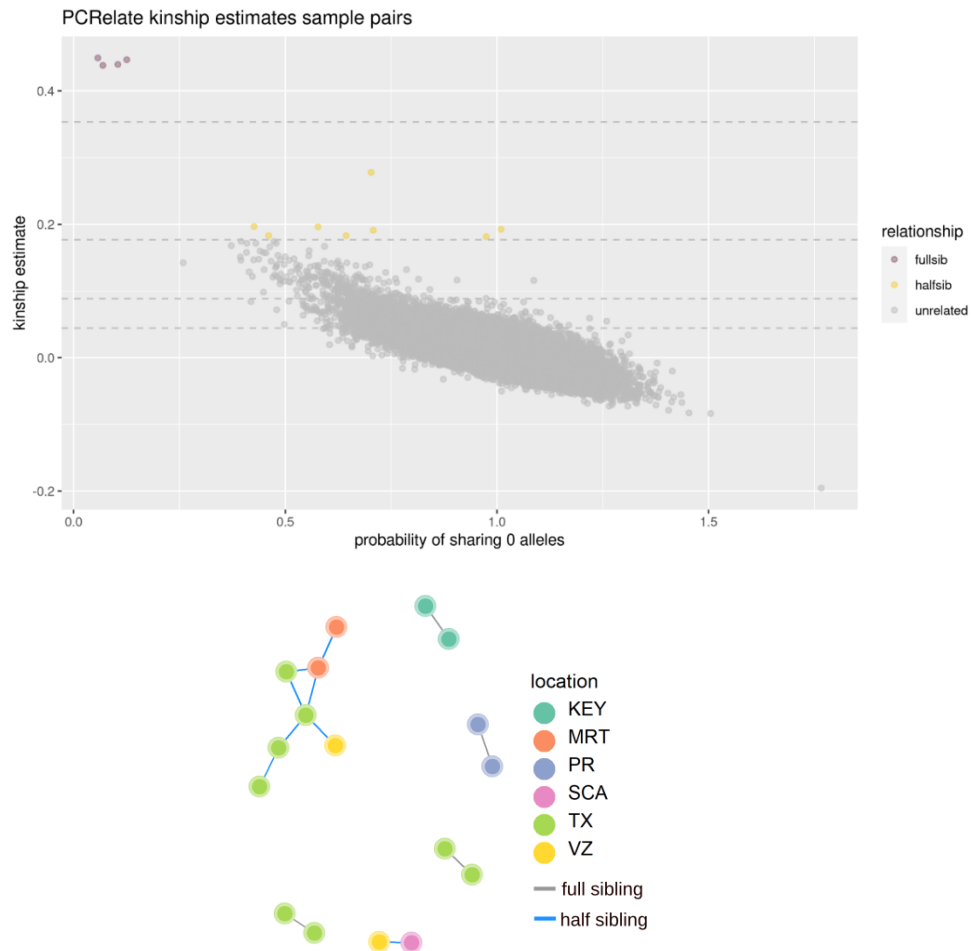 PCRelate kinship estimates sample pairs
0.4
0.2
0.0
-0.2
kinship estimate
0.0 0.5 1.0 1.5
probability of sharing 0 alleles
relationship
fullsib
halfsib
unrelated
location
KEY
MRT
PR
SCA
TX
VZ
full sibling
half sibling